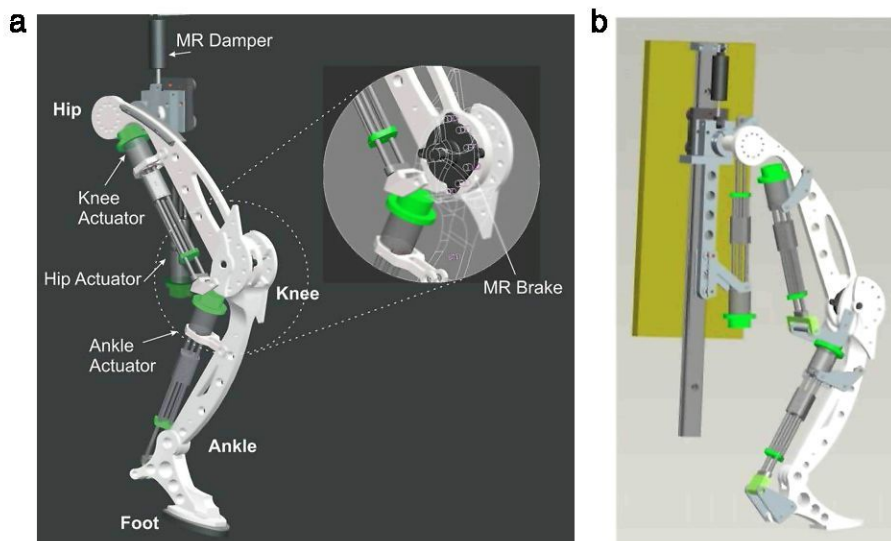 a
b
MR Damper
Hip
Knee
Actuator
Hip Actuator
Knee
MR Brake
Ankle
Actuator
Ankle
Foot